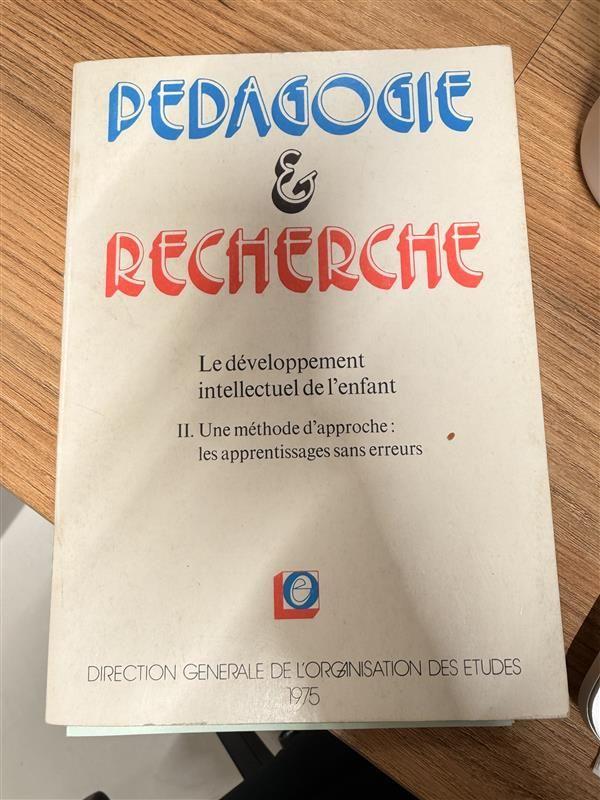 PEDAGOGIE
&
RECHERCHE
Le développement
intellectuel de l'enfant
II. Une méthode d'approche :
les apprentissages sans erreurs
e
DIRECTION GENERALE DE L'ORGANISATION DES ETUDES
1975